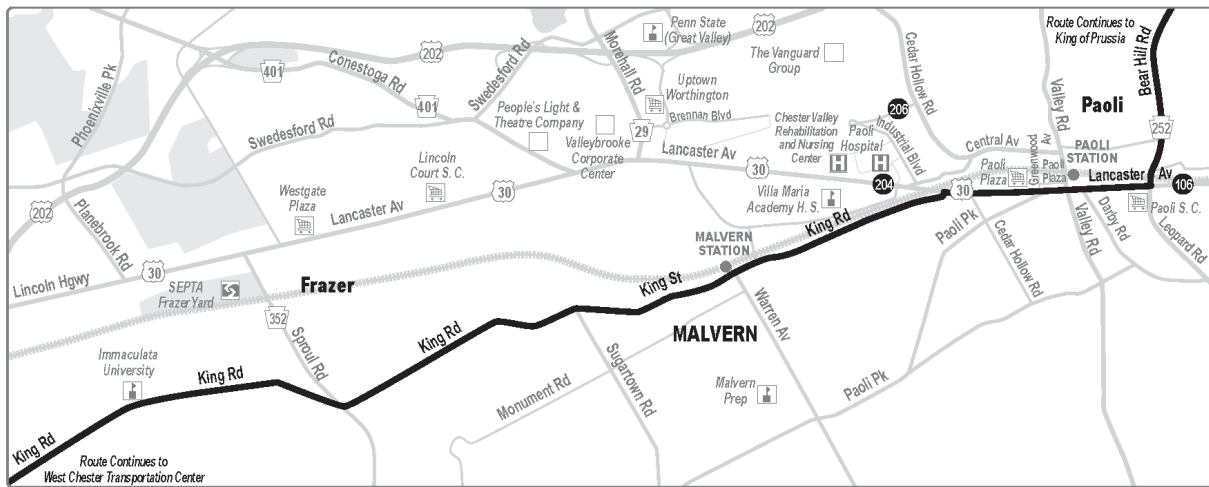 Route Continues to
King of Prussia
Penn State
(Great Valley)
202
202
The Vanguard
Group
Morehall Rd
Swedesford Rd
Cedar Hollow Rd
Bear Hill Rd
Valley Rd
Paoli
Phoenixville Pk
401
Conestoga Rd
401
Uptown
Worthington
206
252
Swedesford Rd
People's Light &
Theatre Company
Valleybrooke
Corporate
Center
29
Brennan Blvd
Chester Valley
Rehabilitation
and Nursing
Center
Paoli
Hospital
Industrial Blvd
H
H
Central Av
Greenwood
Av
PAOLI
STATION
Lincoln
Court S. C.
Lancaster Av
30
Paoli
Plaza
Paoli
Plaza
Lancaster Av
106
Westgate
Plaza
Lancaster Av
30
Villa Maria
Academy H. S.
204
30
Paoli S. C.
202
Planebrook Rd
King Rd
Paoli Pk
Valley Rd
Darby Rd
Leopard Rd
MALVERN
STATION
Cedar Hollow Rd
Lincoln Hgwy
30
SEPTA
Frazer Yard
S
Frazer
King St
352
Sproul Rd
King Rd
MALVERN
Warren Av
Immaculata
University
King Rd
Sugartown Rd
Monument Rd
Malvern
Prep
Paoli Pk
King Rd
Route Continues to
West Chester Transportation Center